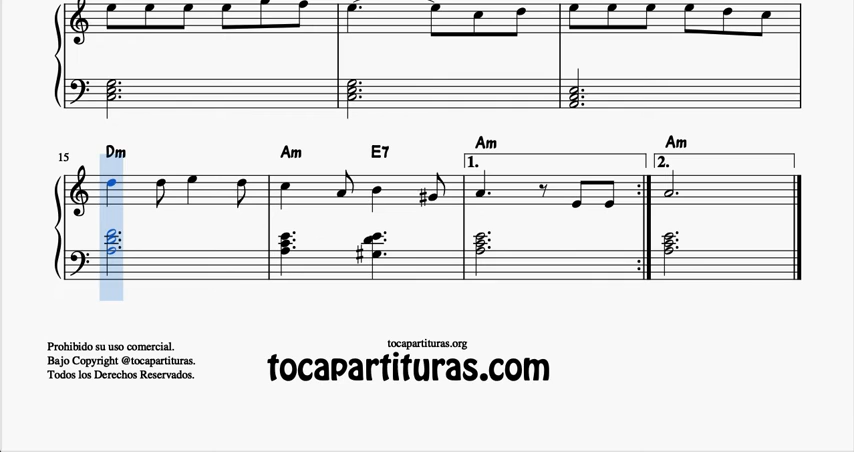 15 Dm Am E7 Am Am
1. 2.
Prohibido su uso comercial.
Bajo Copyright @tocapartituras.
Todos los Derechos Reservados.
tocapartituras.org
tocapartituras.com